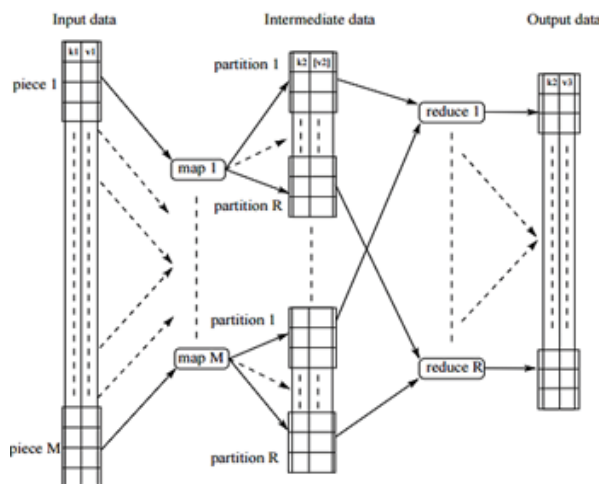 Input data
Intermediate data
Output data
k1 v1
piece 1
partition 1
k2 [v2]
k2 v3
reduce 1
map 1
partition R
partition 1
map M
reduce R
piece M
partition R